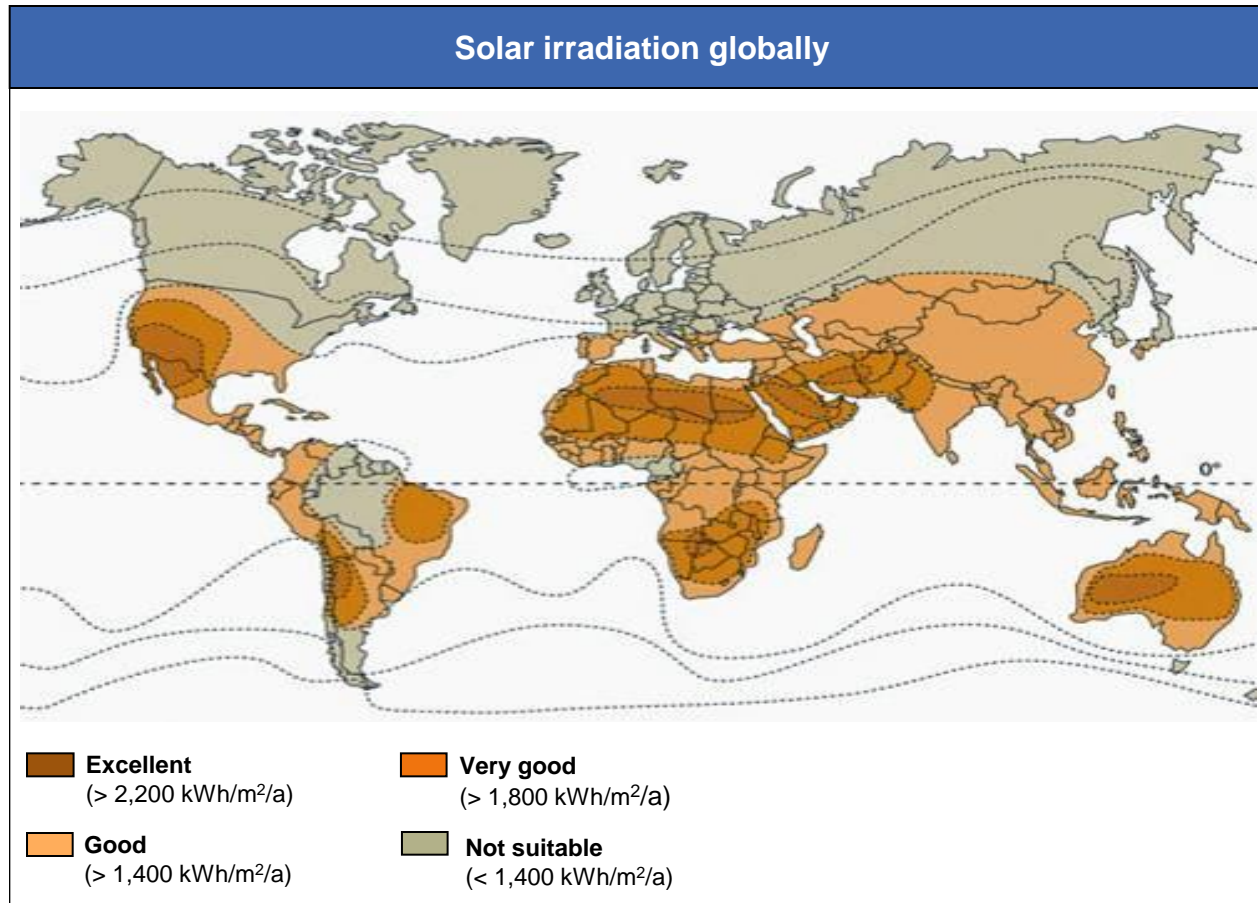 Solar irradiation globally
0°
Excellent
(> 2,200 kWh/m²/a)
Very good
(> 1,800 kWh/m²/a)
Good
(> 1,400 kWh/m²/a)
Not suitable
(< 1,400 kWh/m²/a)